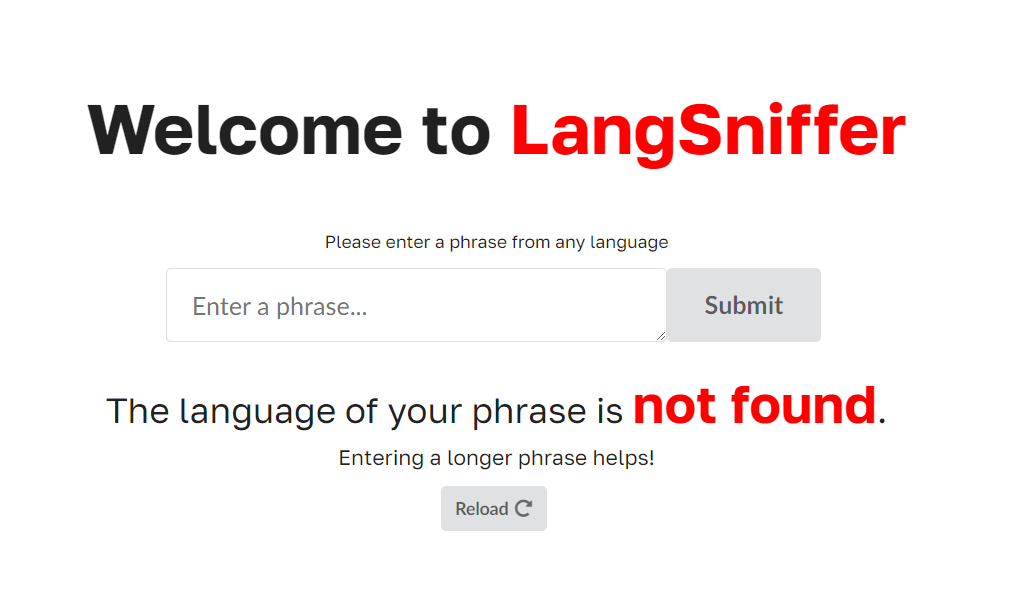 Welcome to LangSniffer
Please enter a phrase from any language
Enter a phrase...
Submit
The language of your phrase is not found.
Entering a longer phrase helps!
Reload